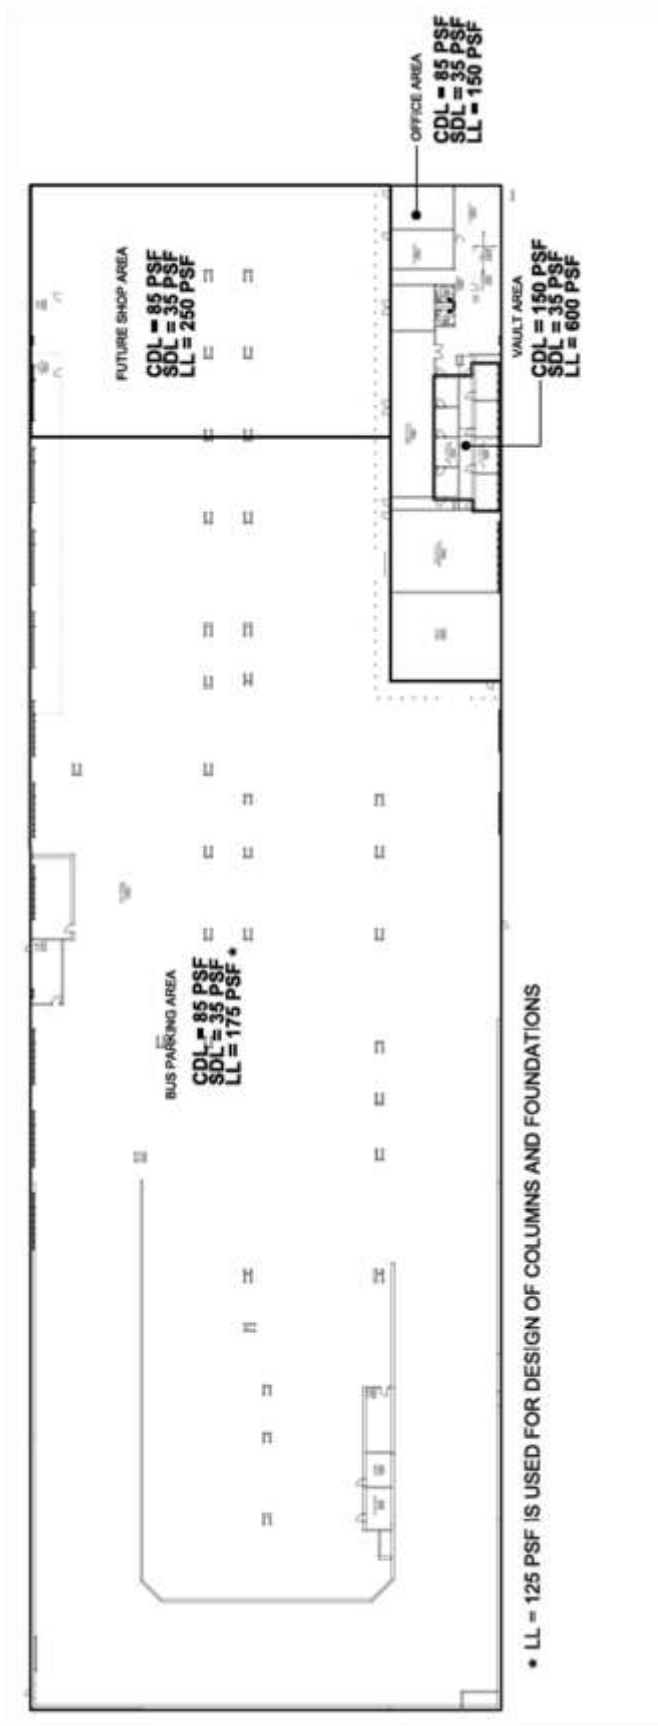 OFFICE AREA
CDL = 85 PSF
SDL = 35 PSF
LL = 150 PSF
FUTURE SHOP AREA
CDL = 85 PSF
SDL = 35 PSF
LL = 250 PSF
VAULT AREA
CDL = 150 PSF
SDL = 35 PSF
LL = 600 PSF
BUS PARKING AREA
CDL = 85 PSF
SDL = 35 PSF
LL = 175 PSF •
• LL = 125 PSF IS USED FOR DESIGN OF COLUMNS AND FOUNDATIONS